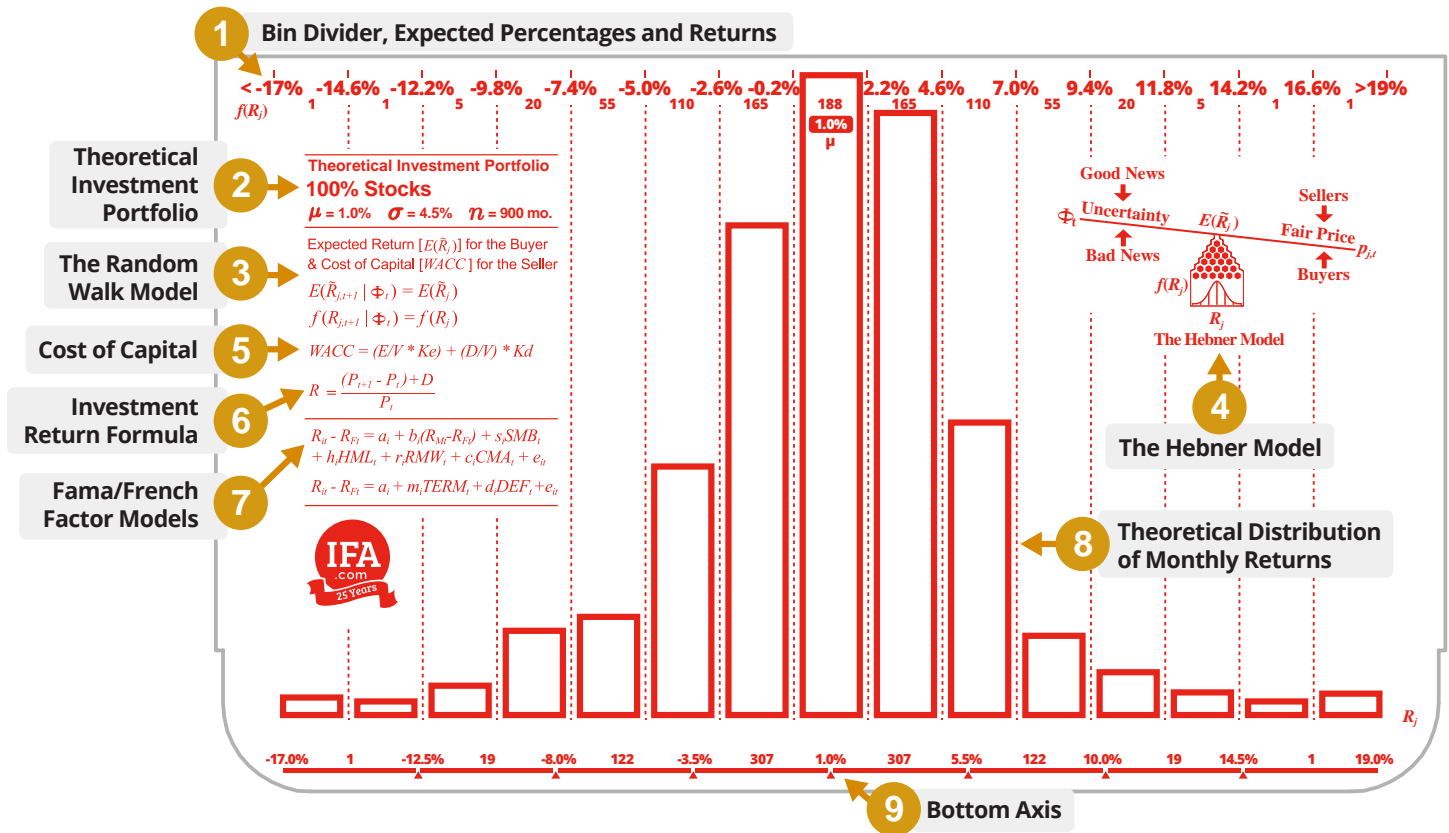 1 Bin Divider, Expected Percentages and Returns
< -17% -14.6% -12.2% -9.8% -7.4% -5.0% -2.6% -0.2% 2.2% 4.6% 7.0% 9.4% 11.8% 14.2% 16.6% >19%
f(Rj) 1 1 5 20 55 110 165 188 165 110 55 20 5 1 1
1.0%
μ
Theoretical
Investment
Portfolio
2
Theoretical Investment Portfolio
100% Stocks
μ = 1.0% σ = 4.5% n = 900 mo.
The Random
Walk Model
3
Expected Return [E(R̃j)] for the Buyer
& Cost of Capital [WACC] for the Seller
E(R̃j,t+1 | Φt) = E(R̃j)
f(Rj,t+1 | Φt) = f(Rj)
Cost of Capital 5
WACC = (E/V * Ke) + (D/V) * Kd
Investment
Return Formula
6
R = (Pt+1 - Pt) + D
Pt
Fama/French
Factor Models
7
Rit - RFt = ai + bi(RMt-RFt) + siSMBt
+ hiHMLt + riRMWt + ciCMAt + eit
Rit - RFt = ai + miTERMt + diDEFt +eit
IFA
.com
25 Years
Good News
Sellers
Φt Uncertainty E(R̃j) Fair Price pj,t
Bad News
Buyers
f(Rj)
Rj
The Hebner Model
4
The Hebner Model
8 Theoretical Distribution
of Monthly Returns
Rj
-17.0% 1 -12.5% 19 -8.0% 122 -3.5% 307 1.0% 307 5.5% 122 10.0% 19 14.5% 1 19.0%
9 Bottom Axis